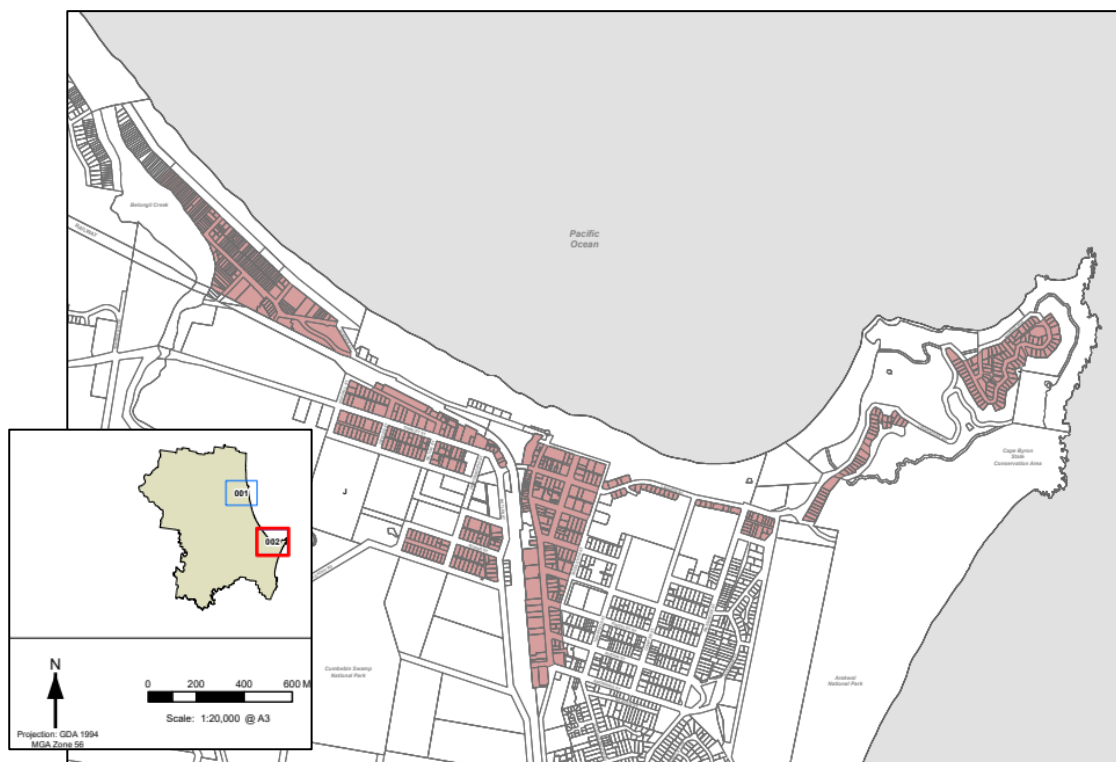 Belongil Creek
RAILWAY
Pacific
Ocean
Cape Byron
State
Conservation Area
J
001
002
Cumbebin Swamp
National Park
Arakwal
National Park
N
0 200 400 600 M
Scale: 1:20,000 @ A3
Projection: GDA 1994
MGA Zone 56